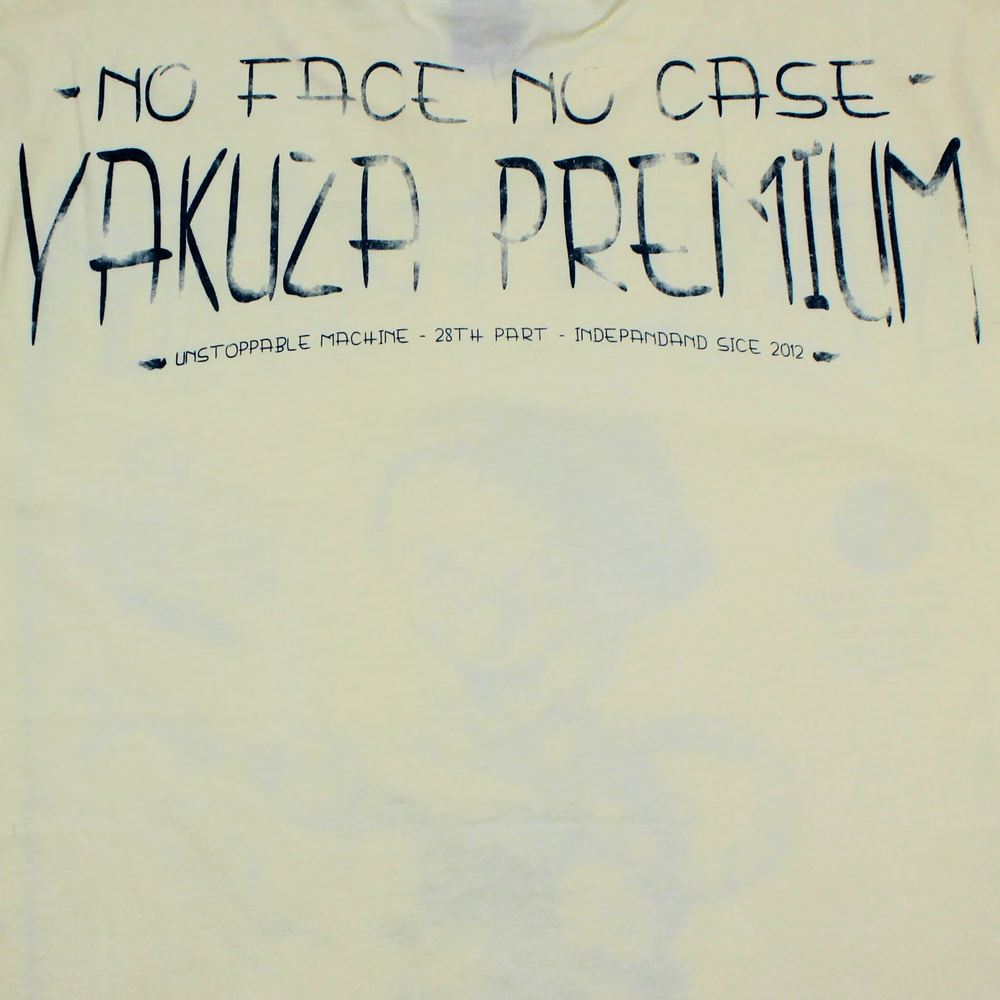 - NO FACE NO CASE -
YAKUZA PREMIUM
UNSTOPPABLE MACHINE - 28TH PART - INDEPANDAND SICE 2012